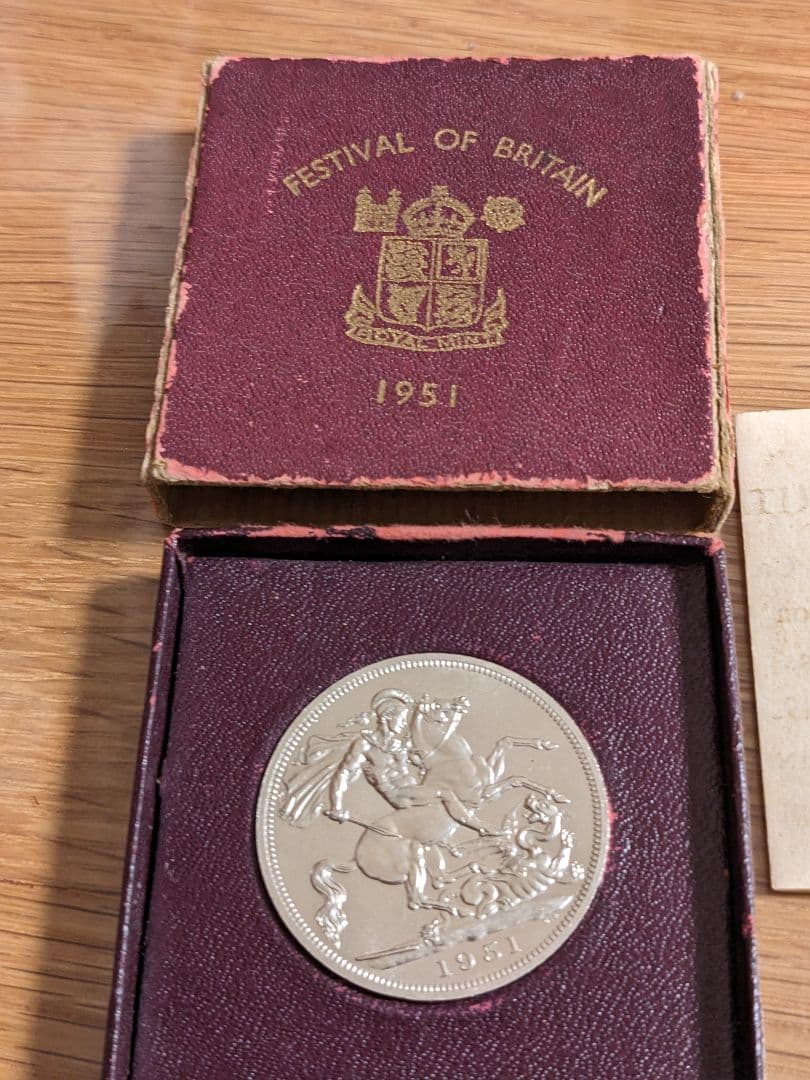 FESTIVAL OF BRITAIN
ROYAL MINT
1951
1951